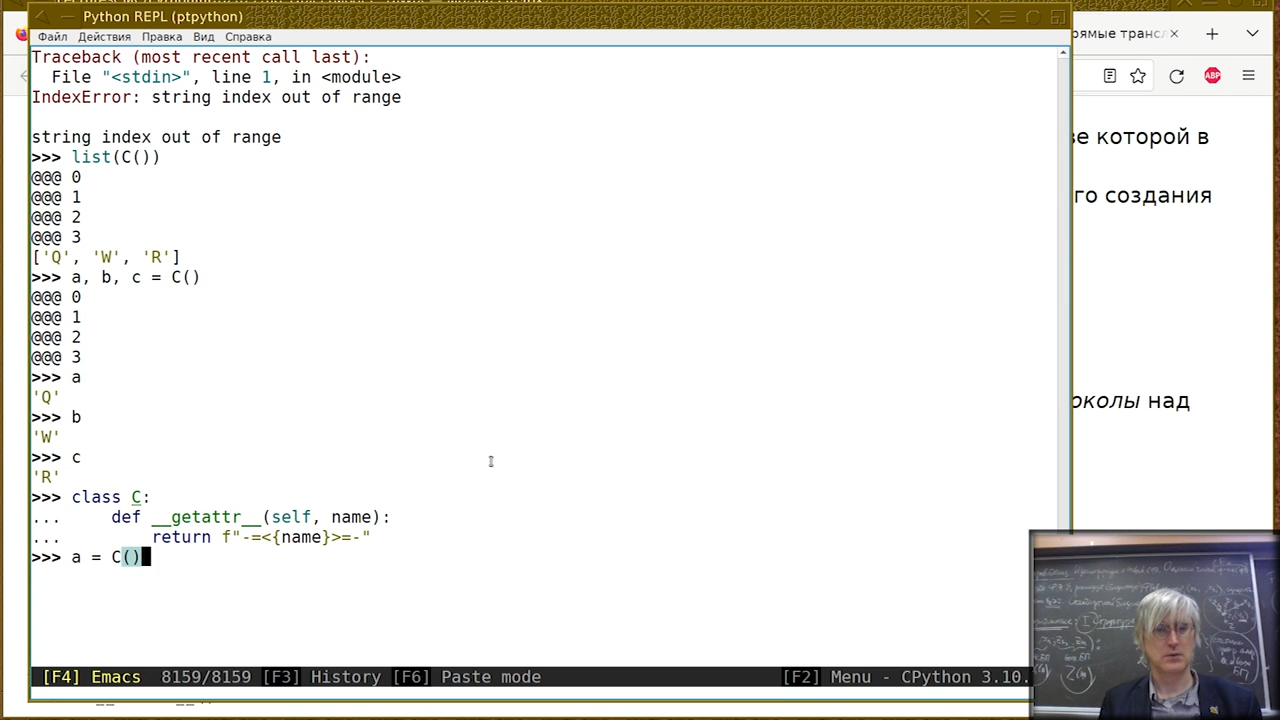 Python REPL (ptpython)
Файл Действия Правка Вид Справка
Traceback (most recent call last):
  File "<stdin>", line 1, in <module>
IndexError: string index out of range
string index out of range
>>> list(C())
@@@ 0
@@@ 1
@@@ 2
@@@ 3
['Q', 'W', 'R']
>>> a, b, c = C()
@@@ 0
@@@ 1
@@@ 2
@@@ 3
>>> a
'Q'
>>> b
'W'
>>> c
'R'
>>> class C:
...     def __getattr__(self, name):
...         return f"-=<{name}>=-"
>>> a = C()
[F4] Emacs 8159/8159 [F3] History [F6] Paste mode [F2] Menu - CPython 3.10.
ABP
которой в
го создания
околы над